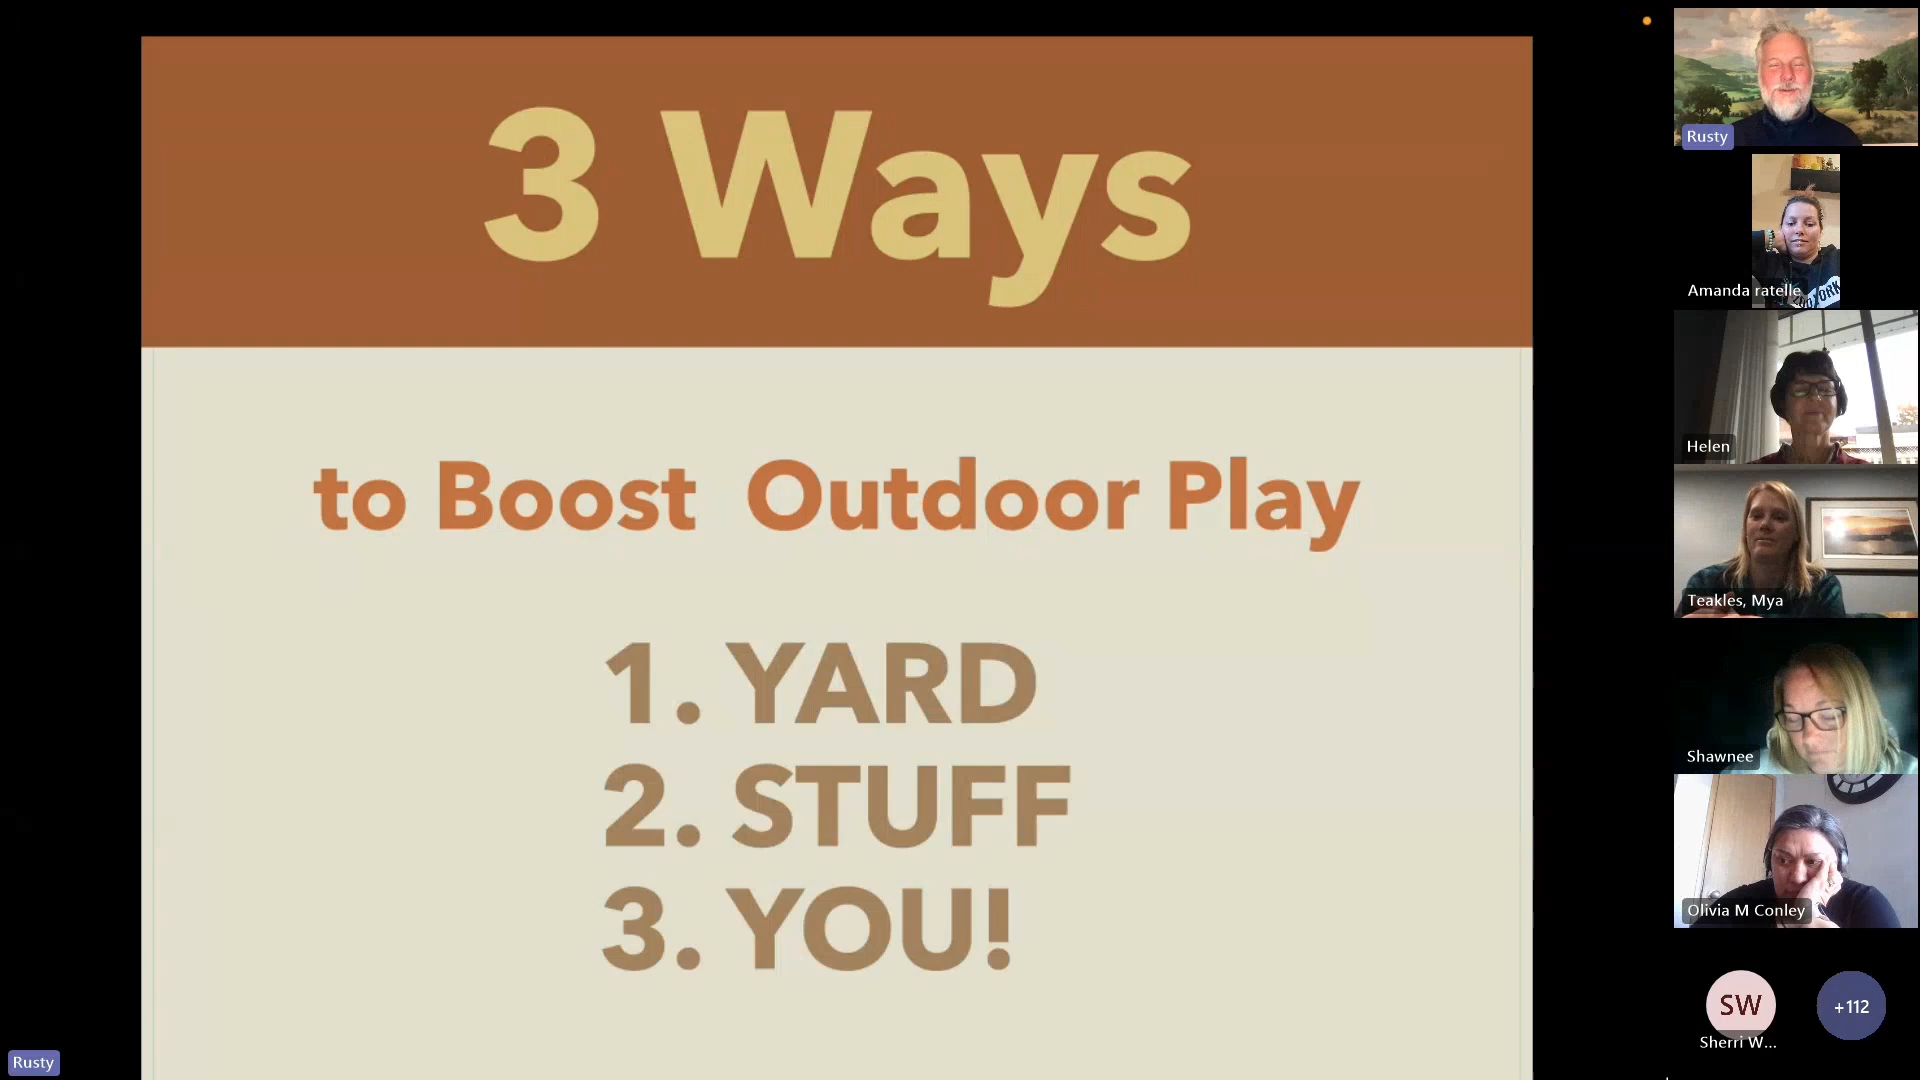 3 Ways
to Boost Outdoor Play
1. YARD
2. STUFF
3. YOU!
Rusty
Rusty
Amanda ratelle
Helen
Teakles, Mya
Shawnee
Olivia M Conley
SW
Sherri W...
+112